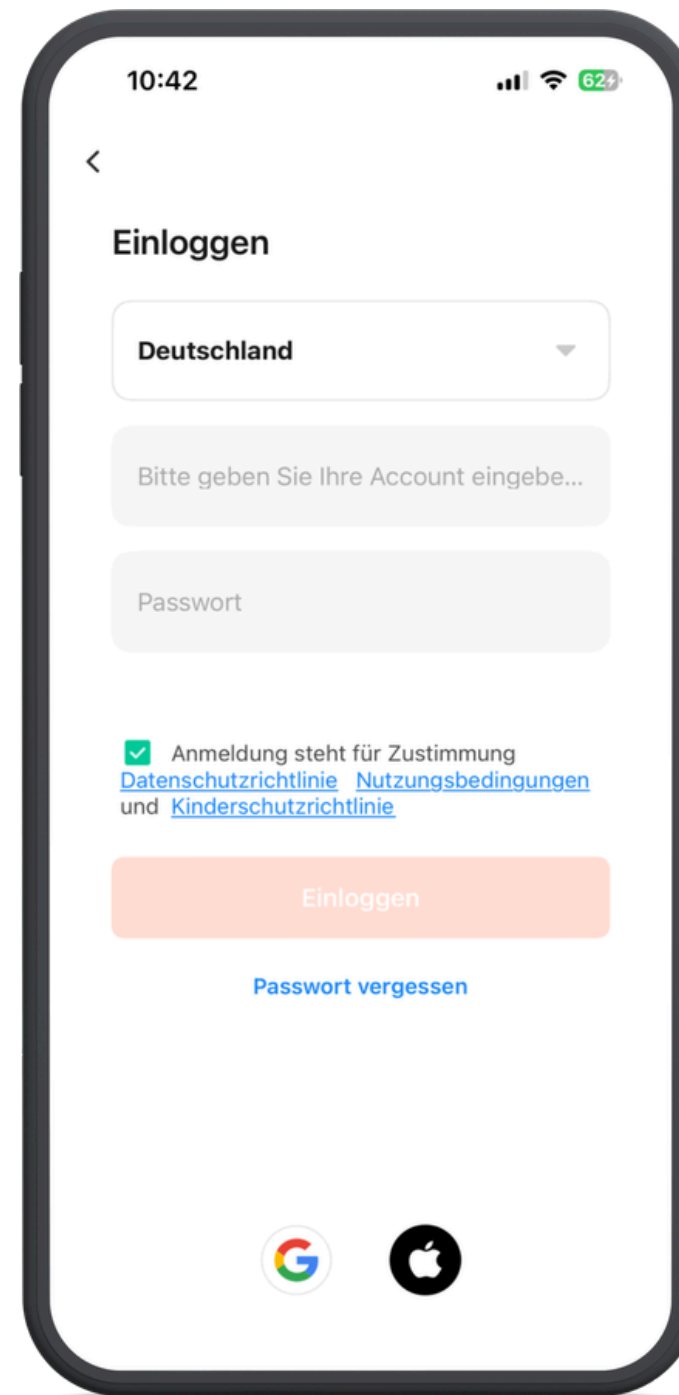 10:42
62
Einloggen
Deutschland
Bitte geben Sie Ihre Account eingebe...
Passwort
Anmeldung steht für Zustimmung
Datenschutzrichtlinie Nutzungsbedingungen
und Kinderschutzrichtlinie
Einloggen
Passwort vergessen